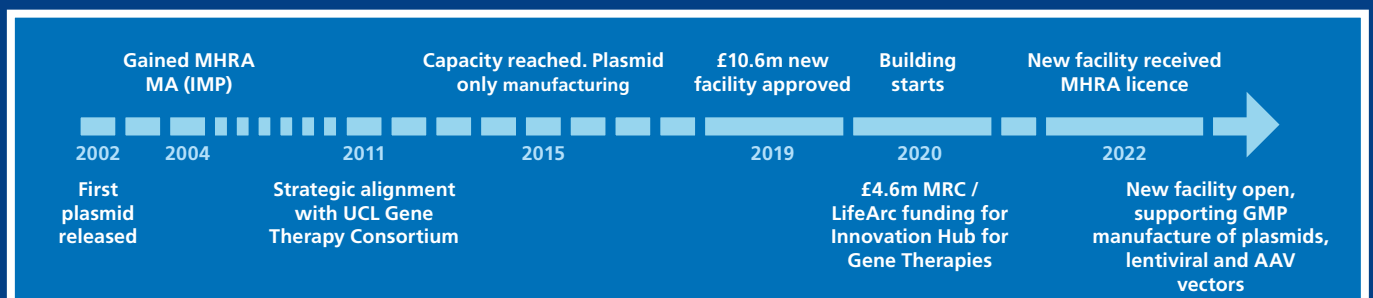 Gained MHRA
MA (IMP)
Capacity reached. Plasmid
only manufacturing
£10.6m new
facility approved
Building
starts
New facility received
MHRA licence
2002
2004
2011
2015
2019
2020
2022
First
plasmid
released
Strategic alignment
with UCL Gene
Therapy Consortium
£4.6m MRC /
LifeArc funding for
Innovation Hub for
Gene Therapies
New facility open,
supporting GMP
manufacture of plasmids,
lentiviral and AAV
vectors